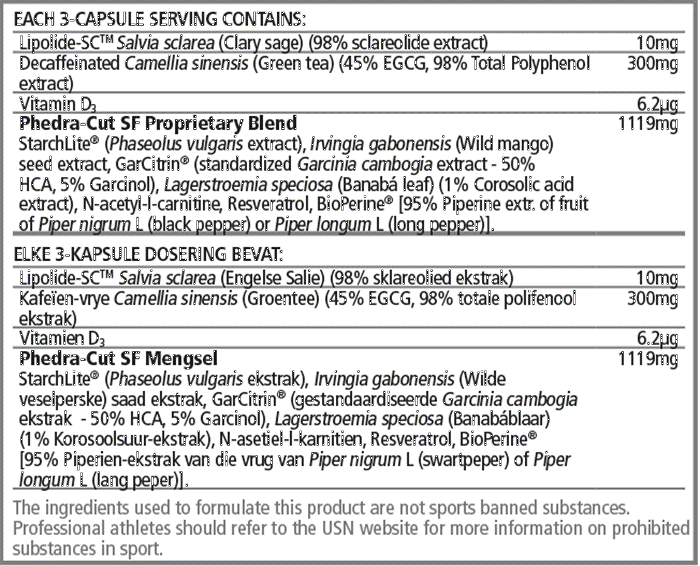 EACH 3-CAPSULE SERVING CONTAINS:
Lipolide-SC™ Salvia sclarea (Clary sage) (98% sclareolide extract) 10mg
Decaffeinated Camellia sinensis (Green tea) (45% EGCG, 98% Total Polyphenol 300mg
extract)
Vitamin D₃ 6.2µg
Phedra-Cut SF Proprietary Blend 1119mg
StarchLite® (Phaseolus vulgaris extract), Irvingia gabonensis (Wild mango)
seed extract, GarCitrin® (standardized Garcinia cambogia extract - 50%
HCA, 5% Garcinol), Lagerstroemia speciosa (Banabá leaf) (1% Corosolic acid
extract), N-acetyl-l-carnitine, Resveratrol, BioPerine® [95% Piperine extr. of fruit
of Piper nigrum L (black pepper) or Piper longum L (long pepper)].
ELKE 3-KAPSULE DOSERING BEVAT:
Lipolide-SC™ Salvia sclarea (Engelse Salie) (98% sklareolied ekstrak) 10mg
Kafeïen-vrye Camellia sinensis (Groentee) (45% EGCG, 98% totale polifenool 300mg
ekstrak)
Vitamien D₃ 6.2µg
Phedra-Cut SF Mengsel 1119mg
StarchLite® (Phaseolus vulgaris ekstrak), Irvingia gabonensis (Wilde
veselperske) saad ekstrak, GarCitrin® (gestandaardiseerde Garcinia cambogia
ekstrak - 50% HCA, 5% Garcinol), Lagerstroemia speciosa (Banabáblaar)
(1% Korosoolsuur-ekstrak), N-asetiel-l-karnitien, Resveratrol, BioPerine®
[95% Piperien-ekstrak van die vrug van Piper nigrum L (swartpeper) of Piper
longum L (lang peper)].
The ingredients used to formulate this product are not sports banned substances.
Professional athletes should refer to the USN website for more information on prohibited
substances in sport.